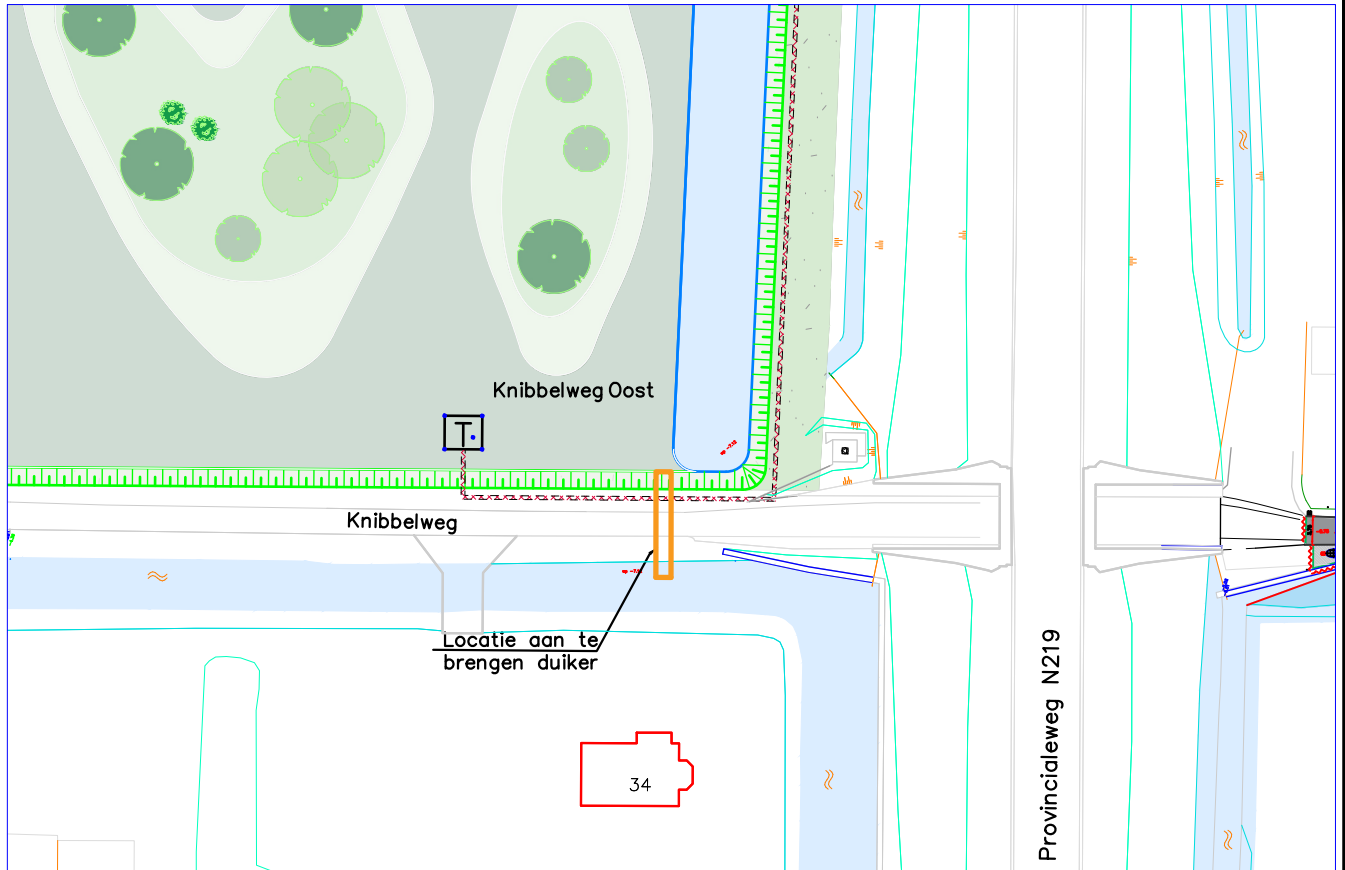 Knibbelweg Oost
T
Knibbelweg
Locatie aan te
brengen duiker
34
Provincialeweg N219